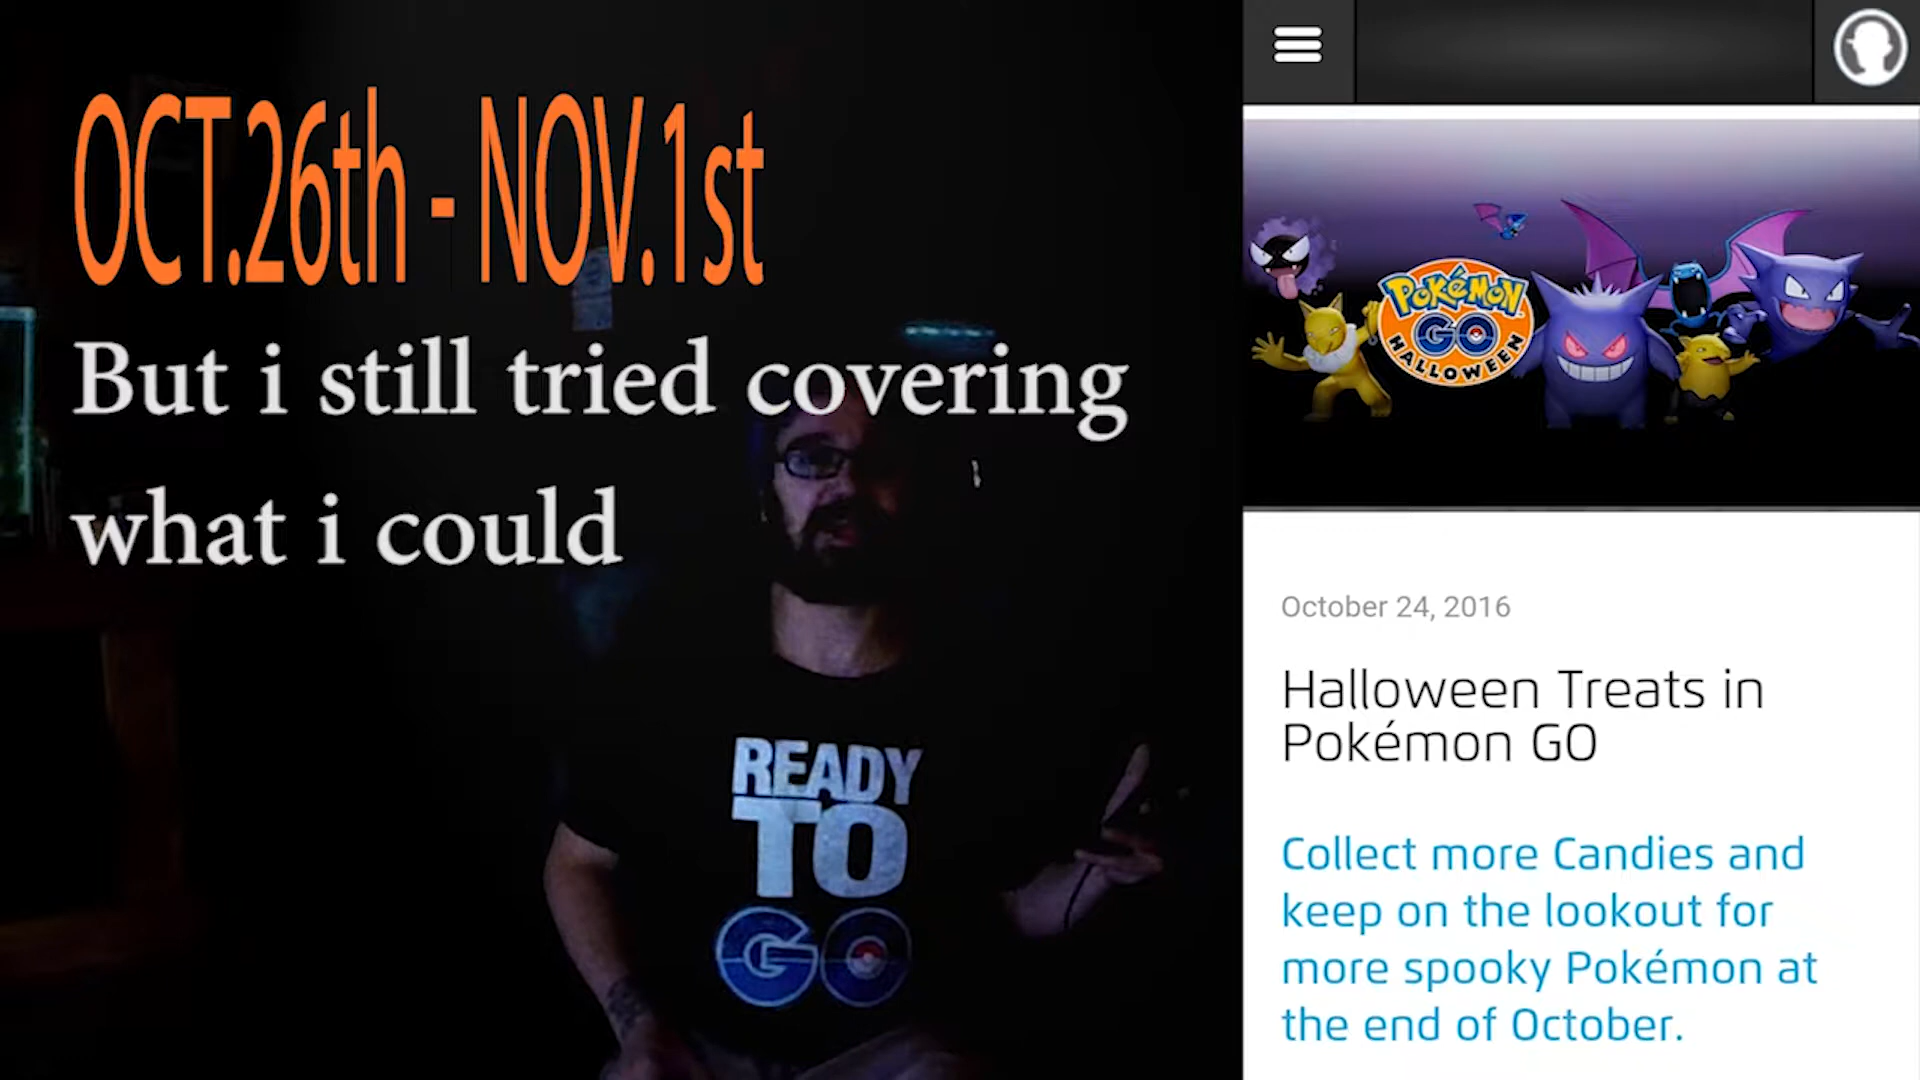 OCT.26th - NOV.1st
But i still tried covering
what i could
READY
TO
GO
POKéMON
GO
HALLOWEEN
October 24, 2016
Halloween Treats in
Pokémon GO
Collect more Candies and
keep on the lookout for
more spooky Pokémon at
the end of October.